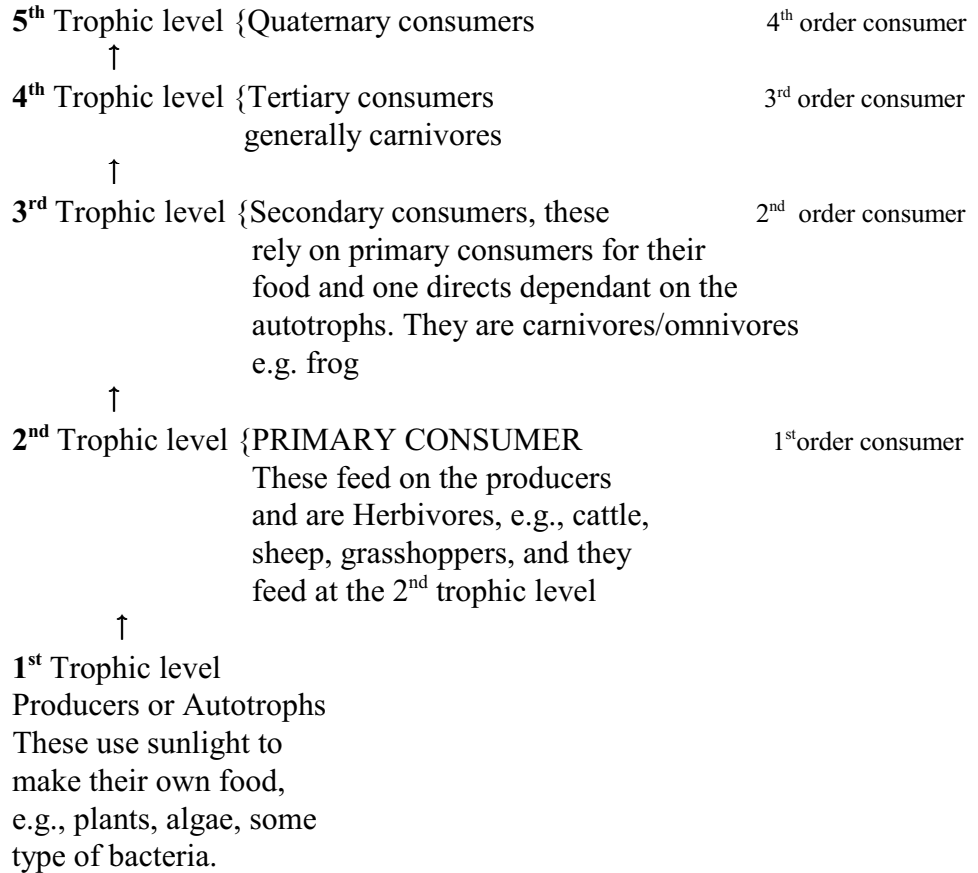 5th Trophic level {Quaternary consumers 4th order consumer
↑
4th Trophic level {Tertiary consumers 3rd order consumer
generally carnivores
↑
3rd Trophic level {Secondary consumers, these 2nd order consumer
rely on primary consumers for their
food and one directs dependant on the
autotrophs. They are carnivores/omnivores
e.g. frog
↑
2nd Trophic level {PRIMARY CONSUMER 1storder consumer
These feed on the producers
and are Herbivores, e.g., cattle,
sheep, grasshoppers, and they
feed at the 2nd trophic level
↑
1st Trophic level
Producers or Autotrophs
These use sunlight to
make their own food,
e.g., plants, algae, some
type of bacteria.